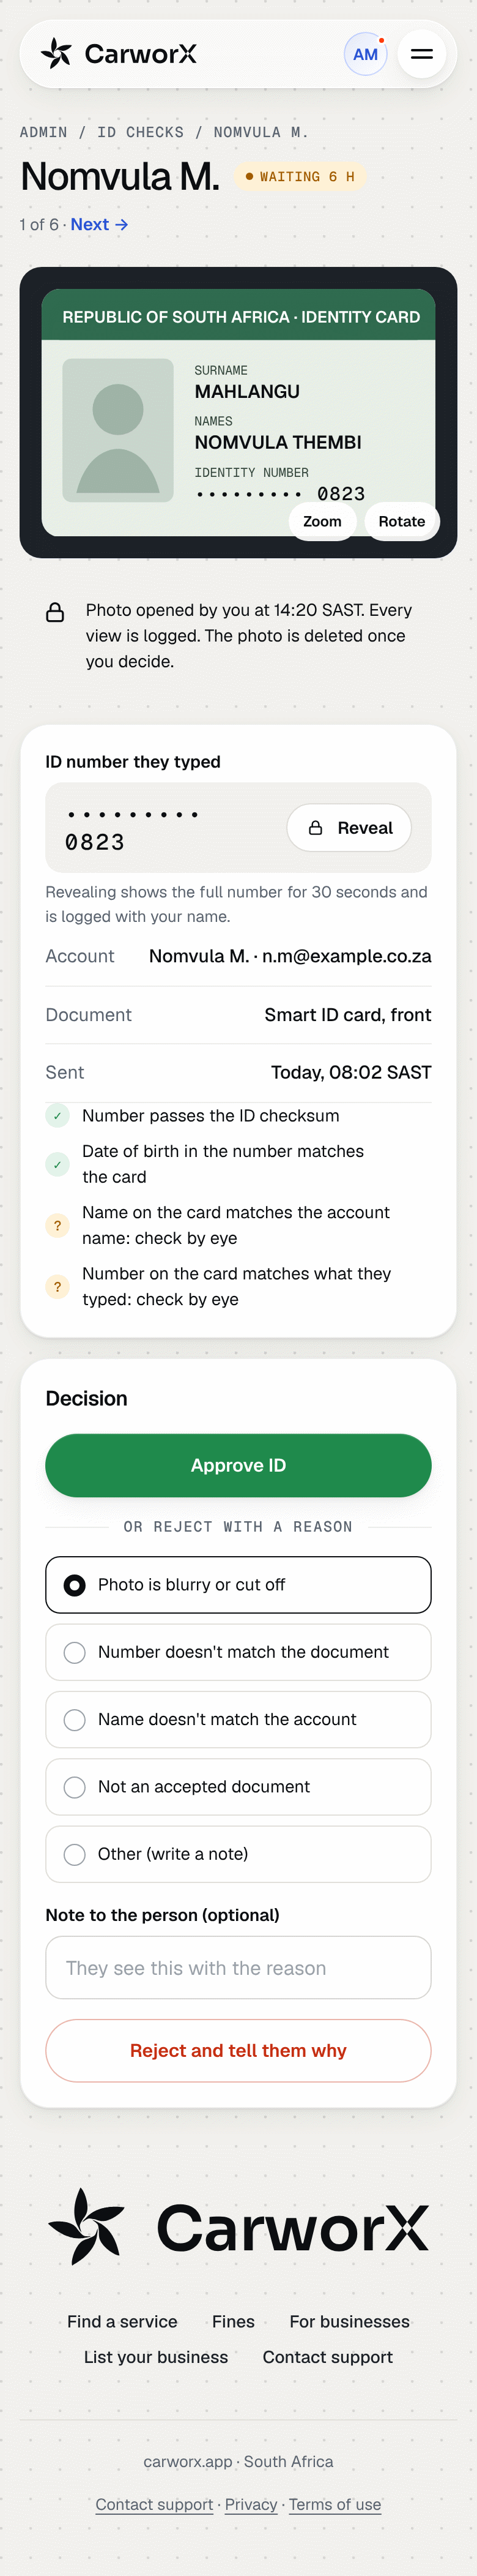 CarworX
AM
ADMIN / ID CHECKS / NOMVULA M.
Nomvula M.
WAITING 6 H
1 of 6 · Next →
REPUBLIC OF SOUTH AFRICA · IDENTITY CARD
SURNAME
MAHLANGU
NAMES
NOMVULA THEMBI
IDENTITY NUMBER
••••••••• 0823
Zoom
Rotate
Photo opened by you at 14:20 SAST. Every
view is logged. The photo is deleted once
you decide.
ID number they typed
•••••••••
0823
Reveal
Revealing shows the full number for 30 seconds and
is logged with your name.
Account
Nomvula M. · n.m@example.co.za
Document
Smart ID card, front
Sent
Today, 08:02 SAST
✓ Number passes the ID checksum
✓ Date of birth in the number matches
the card
? Name on the card matches the account
name: check by eye
? Number on the card matches what they
typed: check by eye
Decision
Approve ID
OR REJECT WITH A REASON
Photo is blurry or cut off
Number doesn't match the document
Name doesn't match the account
Not an accepted document
Other (write a note)
Note to the person (optional)
They see this with the reason
Reject and tell them why
CarworX
Find a service
Fines
For businesses
List your business
Contact support
carworx.app · South Africa
Contact support · Privacy · Terms of use